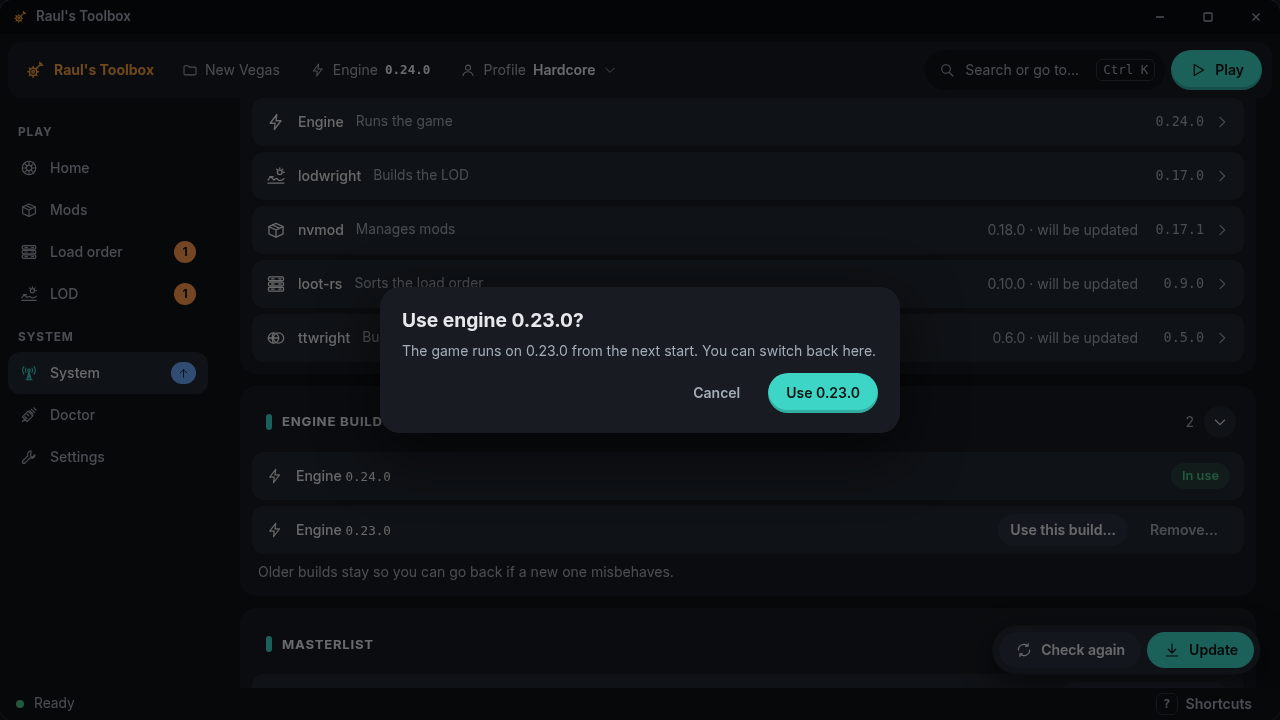 Raul's Toolbox
Raul's Toolbox New Vegas Engine 0.24.0 Profile Hardcore Search or go to... Ctrl K Play
PLAY
Home
Mods
Load order 1
LOD 1
SYSTEM
System
Doctor
Settings
Engine Runs the game 0.24.0
lodwright Builds the LOD 0.17.0
nvmod Manages mods 0.18.0 · will be updated 0.17.1
loot-rs Sorts the load order 0.10.0 · will be updated 0.9.0
ttwright Bu 0.6.0 · will be updated 0.5.0
Use engine 0.23.0?
The game runs on 0.23.0 from the next start. You can switch back here.
Cancel Use 0.23.0
ENGINE BUILD 2
Engine 0.24.0 In use
Engine 0.23.0 Use this build... Remove...
Older builds stay so you can go back if a new one misbehaves.
MASTERLIST
Check again Update
Ready ? Shortcuts